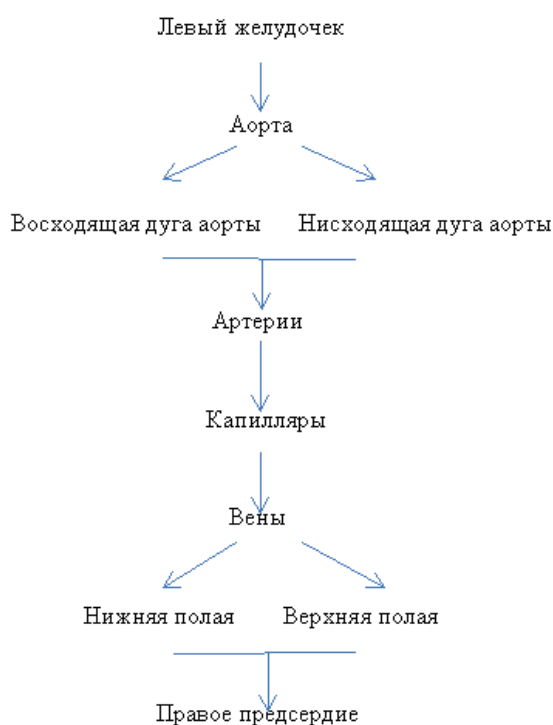 Левый желудочек
Аорта
Восходящая дуга аорты Нисходящая дуга аорты
Артерии
Капилляры
Вены
Нижняя полая Верхняя полая
Правое предсердие